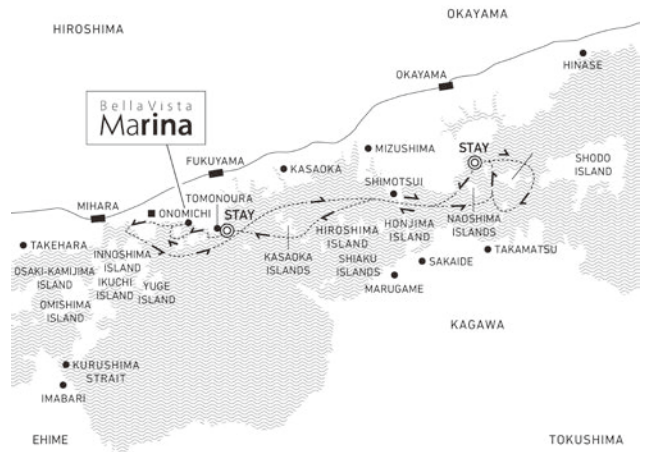 OKAYAMA
HIROSHIMA
HINASE
OKAYAMA
BellaVista
Marina
MIZUSHIMA
STAY
FUKUYAMA
KASAOKA
SHODO
ISLAND
SHIMOTSUI
MIHARA
TOMONOURA
ONOMICHI
STAY
NAOSHIMA
ISLANDS
HONJIMA
ISLAND
HIROSHIMA
ISLAND
TAKEHARA
INNOSHIMA
ISLAND
KASAOKA
ISLANDS
SHIAKU
ISLANDS
TAKAMATSU
SAKAIDE
OSAKI-KAMIJIMA
ISLAND
IKUCHI
ISLAND
YUGE
ISLAND
MARUGAME
OMISHIMA
ISLAND
KAGAWA
KURUSHIMA
STRAIT
IMABARI
EHIME
TOKUSHIMA